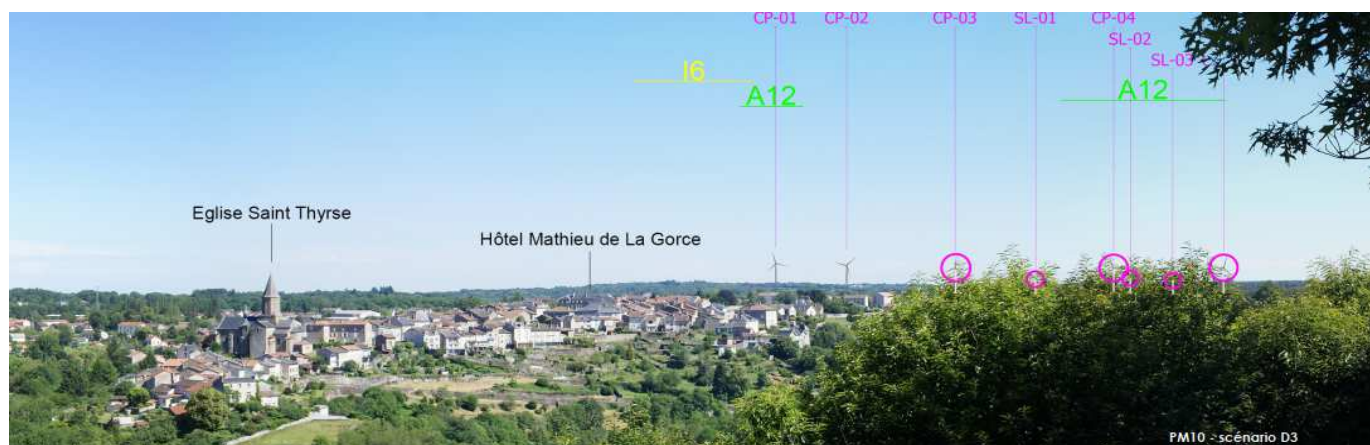 CP-01
CP-02
CP-03
SL-01
CP-04
SL-02
SL-03
I6
A12
A12
Eglise Saint Thyrse
Hôtel Mathieu de La Gorce
PM10 - scénario D3